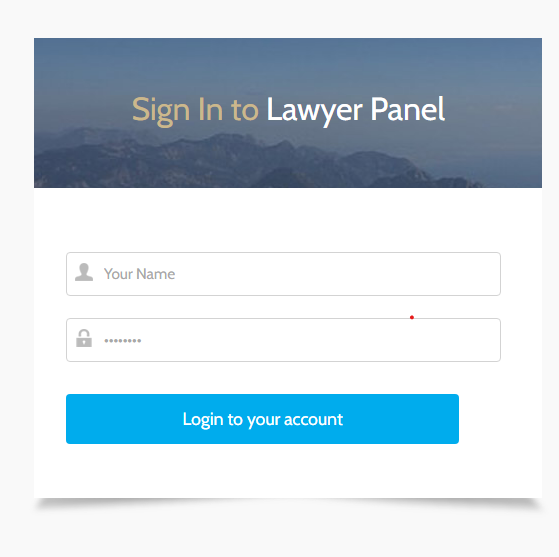 Sign In to Lawyer Panel
Your Name
••••••••
Login to your account